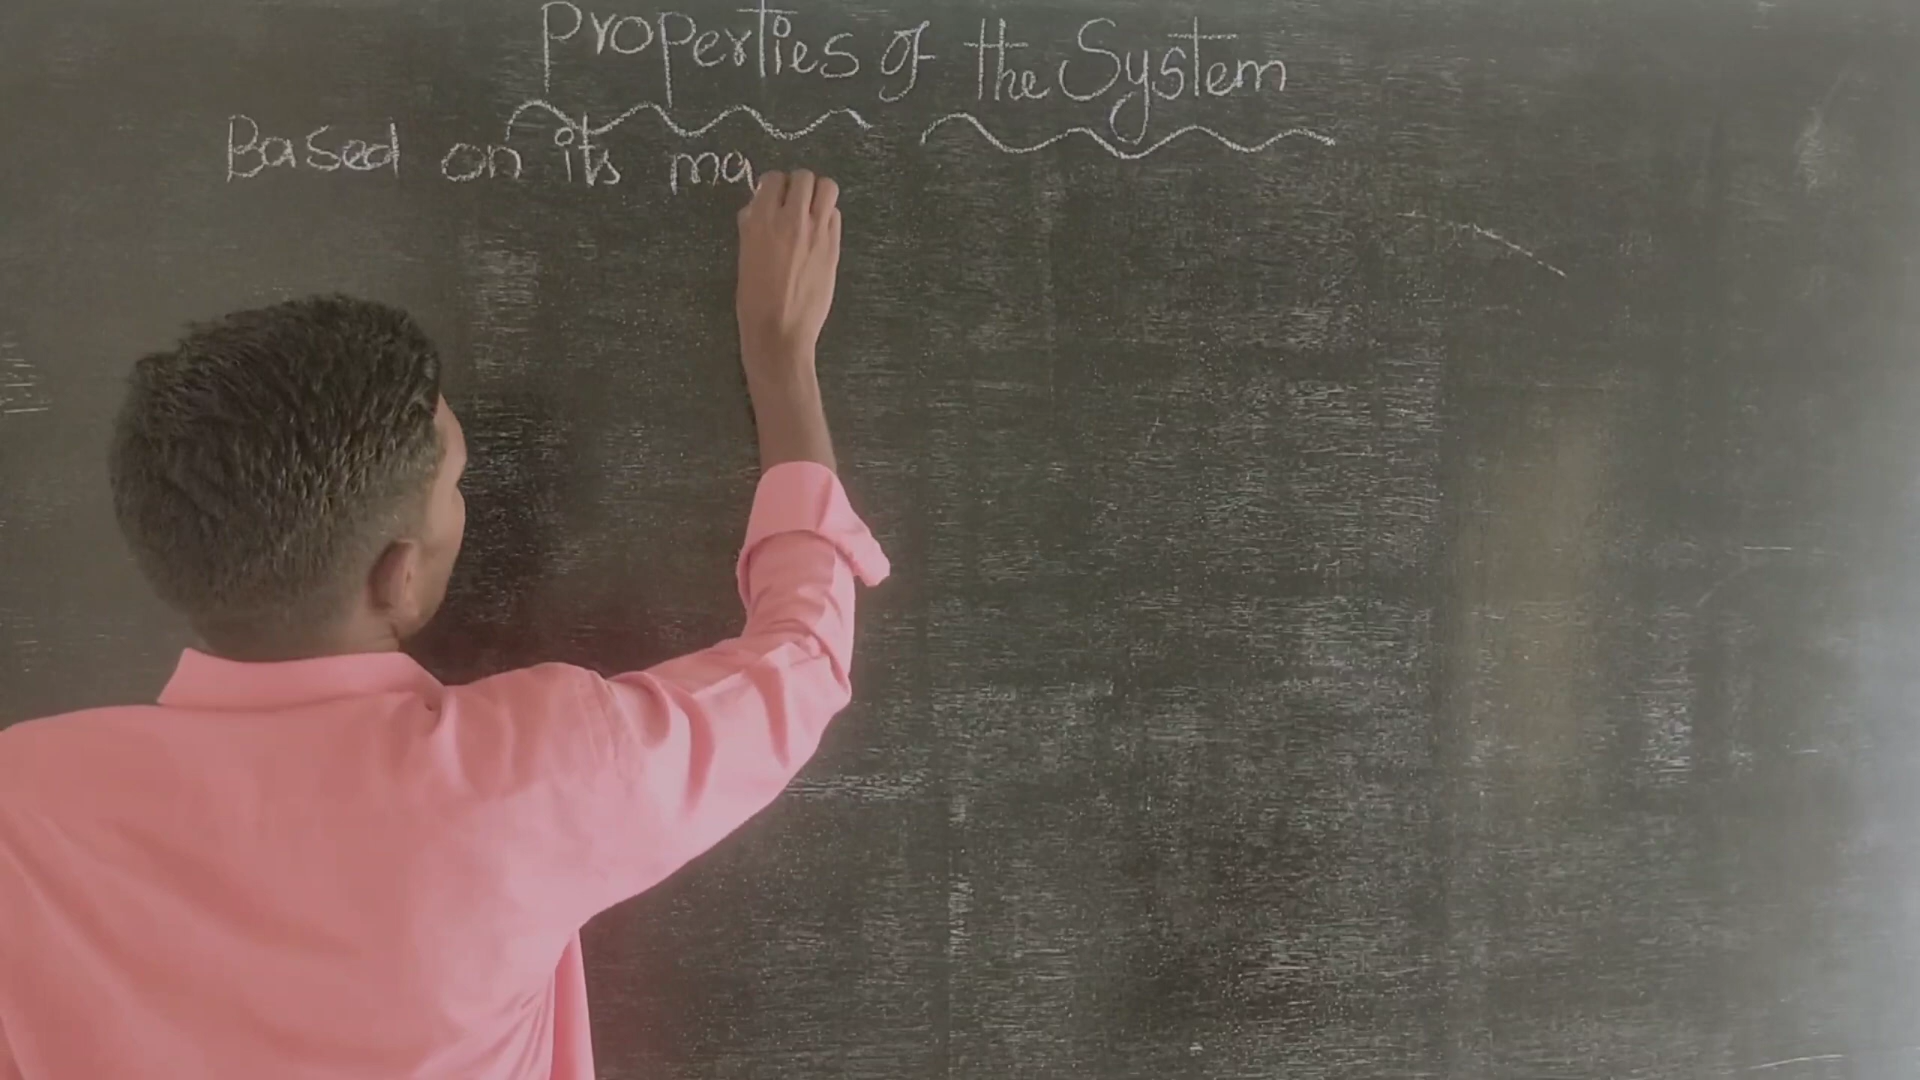 Properties of the System
Based on its ma